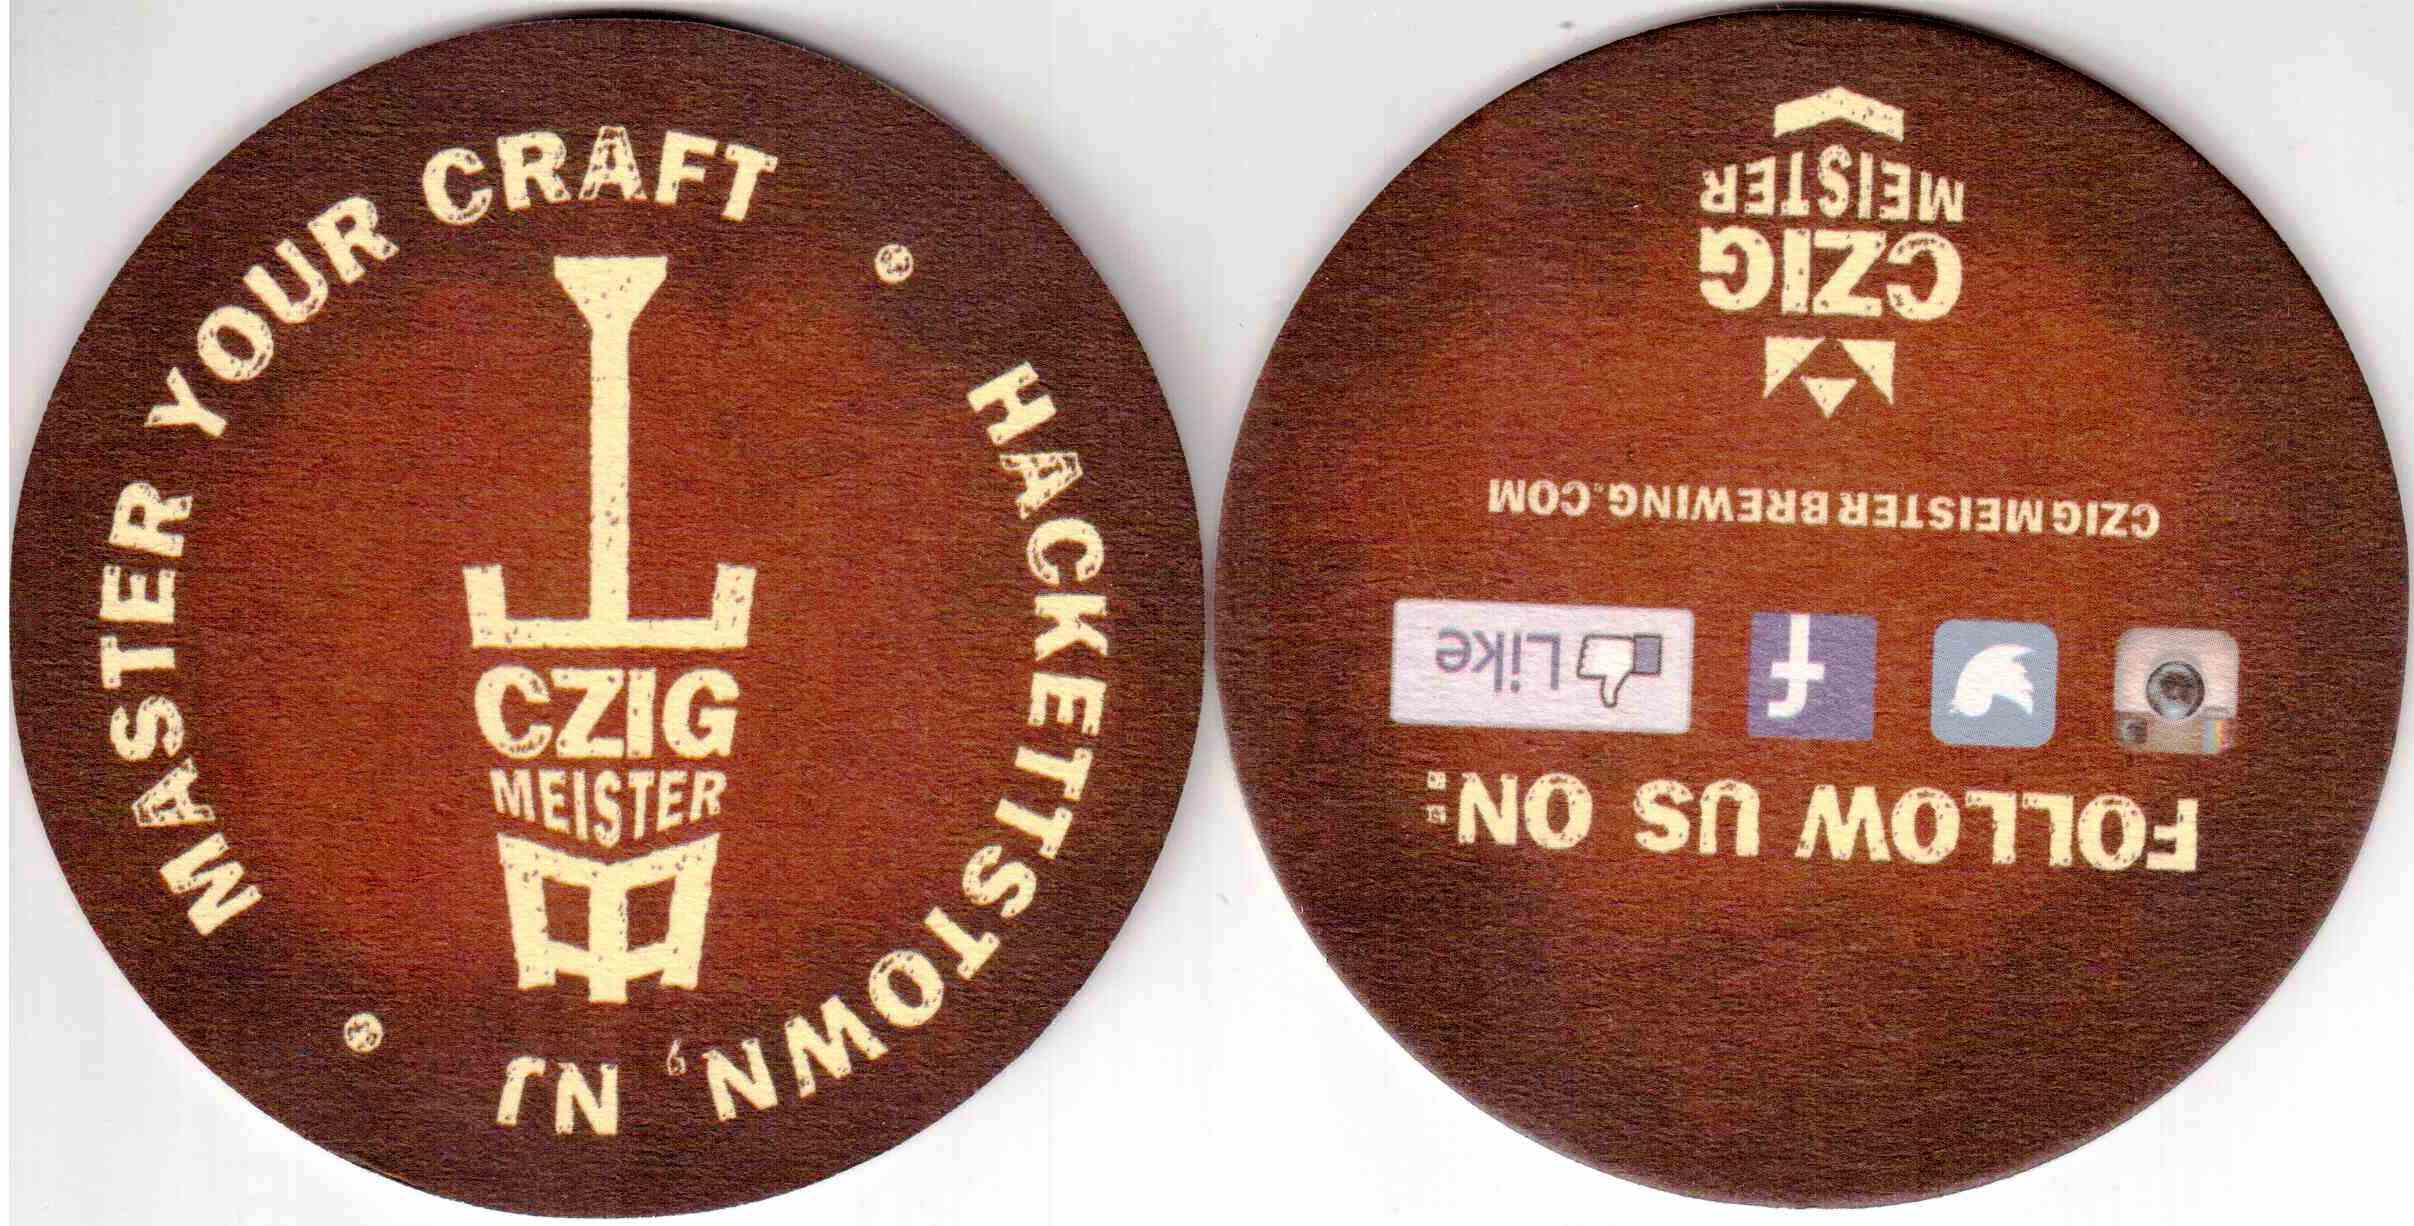 MASTER YOUR CRAFT
HACKETTSTOWN, NJ
CZIG
MEISTER
FOLLOW US ON:
Like
f
CZIGMEISTERBREWING.COM
CZIG
MEISTER